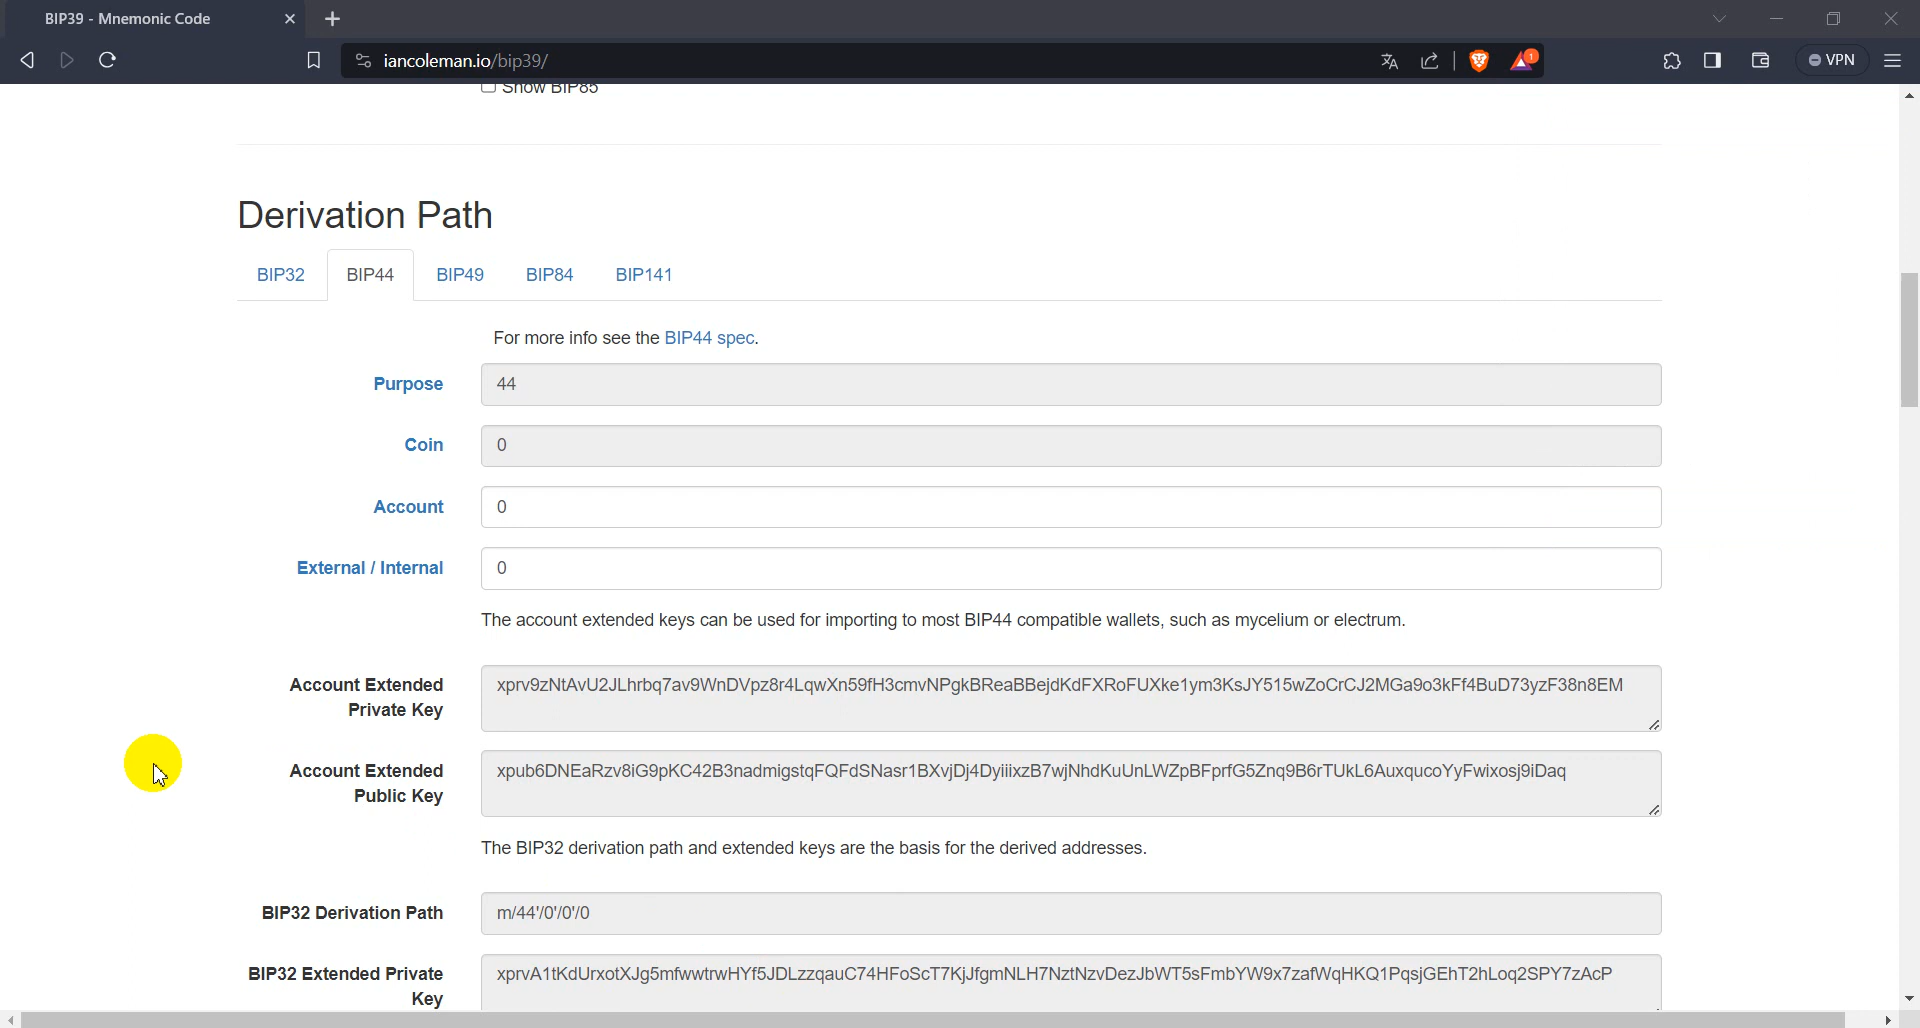 BIP39 - Mnemonic Code
iancoleman.io/bip39/
1
VPN
Show BIP85
Derivation Path
BIP32
BIP44
BIP49
BIP84
BIP141
For more info see the BIP44 spec.
Purpose
44
Coin
0
Account
0
External / Internal
0
The account extended keys can be used for importing to most BIP44 compatible wallets, such as mycelium or electrum.
Account Extended
Private Key
xprv9zNtAvU2JLhrbq7av9WnDVpz8r4LqwXn59fH3cmvNPgkBReaBBejdKdFXRoFUXke1ym3KsJY515wZoCrCJ2MGa9o3kFf4BuD73yzF38n8EM
Account Extended
Public Key
xpub6DNEaRzv8iG9pKC42B3nadmigstqFQFdSNasr1BXvjDj4DyiiixzB7wjNhdKuUnLWZpBFprfG5Znq9B6rTUkL6AuxqucoYyFwixosj9iDaq
The BIP32 derivation path and extended keys are the basis for the derived addresses.
BIP32 Derivation Path
m/44'/0'/0'/0
BIP32 Extended Private
Key
xprvA1tKdUrxotXJg5mfwwtrwHYf5JDLzzqauC74HFoScT7KjJfgmNLH7NztNzvDezJbWT5sFmbYW9x7zafWqHKQ1PqsjGEhT2hLoq2SPY7zAcP